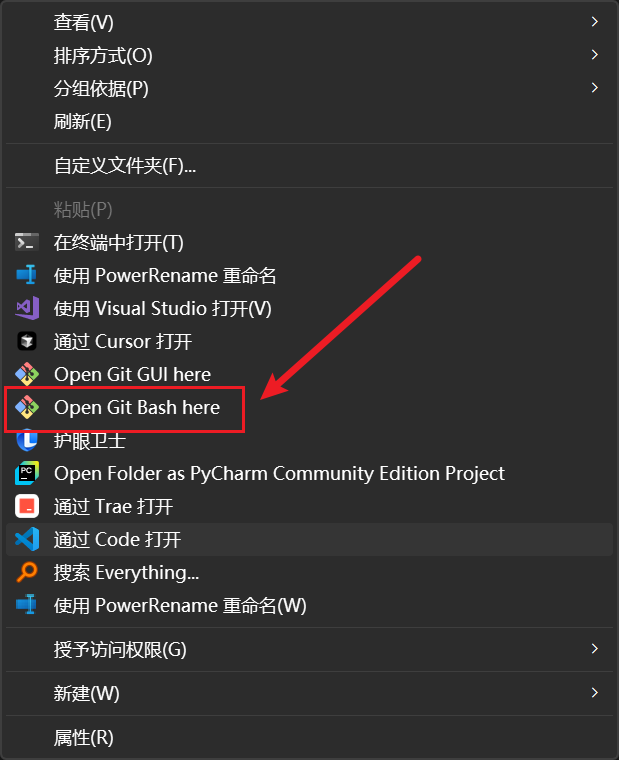 查看(V)
排序方式(O)
分组依据(P)
刷新(E)
自定义文件夹(F)...
粘贴(P)
在终端中打开(T)
使用 PowerRename 重命名
使用 Visual Studio 打开(V)
通过 Cursor 打开
Open Git GUI here
Open Git Bash here
护眼卫士
Open Folder as PyCharm Community Edition Project
通过 Trae 打开
通过 Code 打开
搜索 Everything...
使用 PowerRename 重命名(W)
授予访问权限(G)
新建(W)
属性(R)